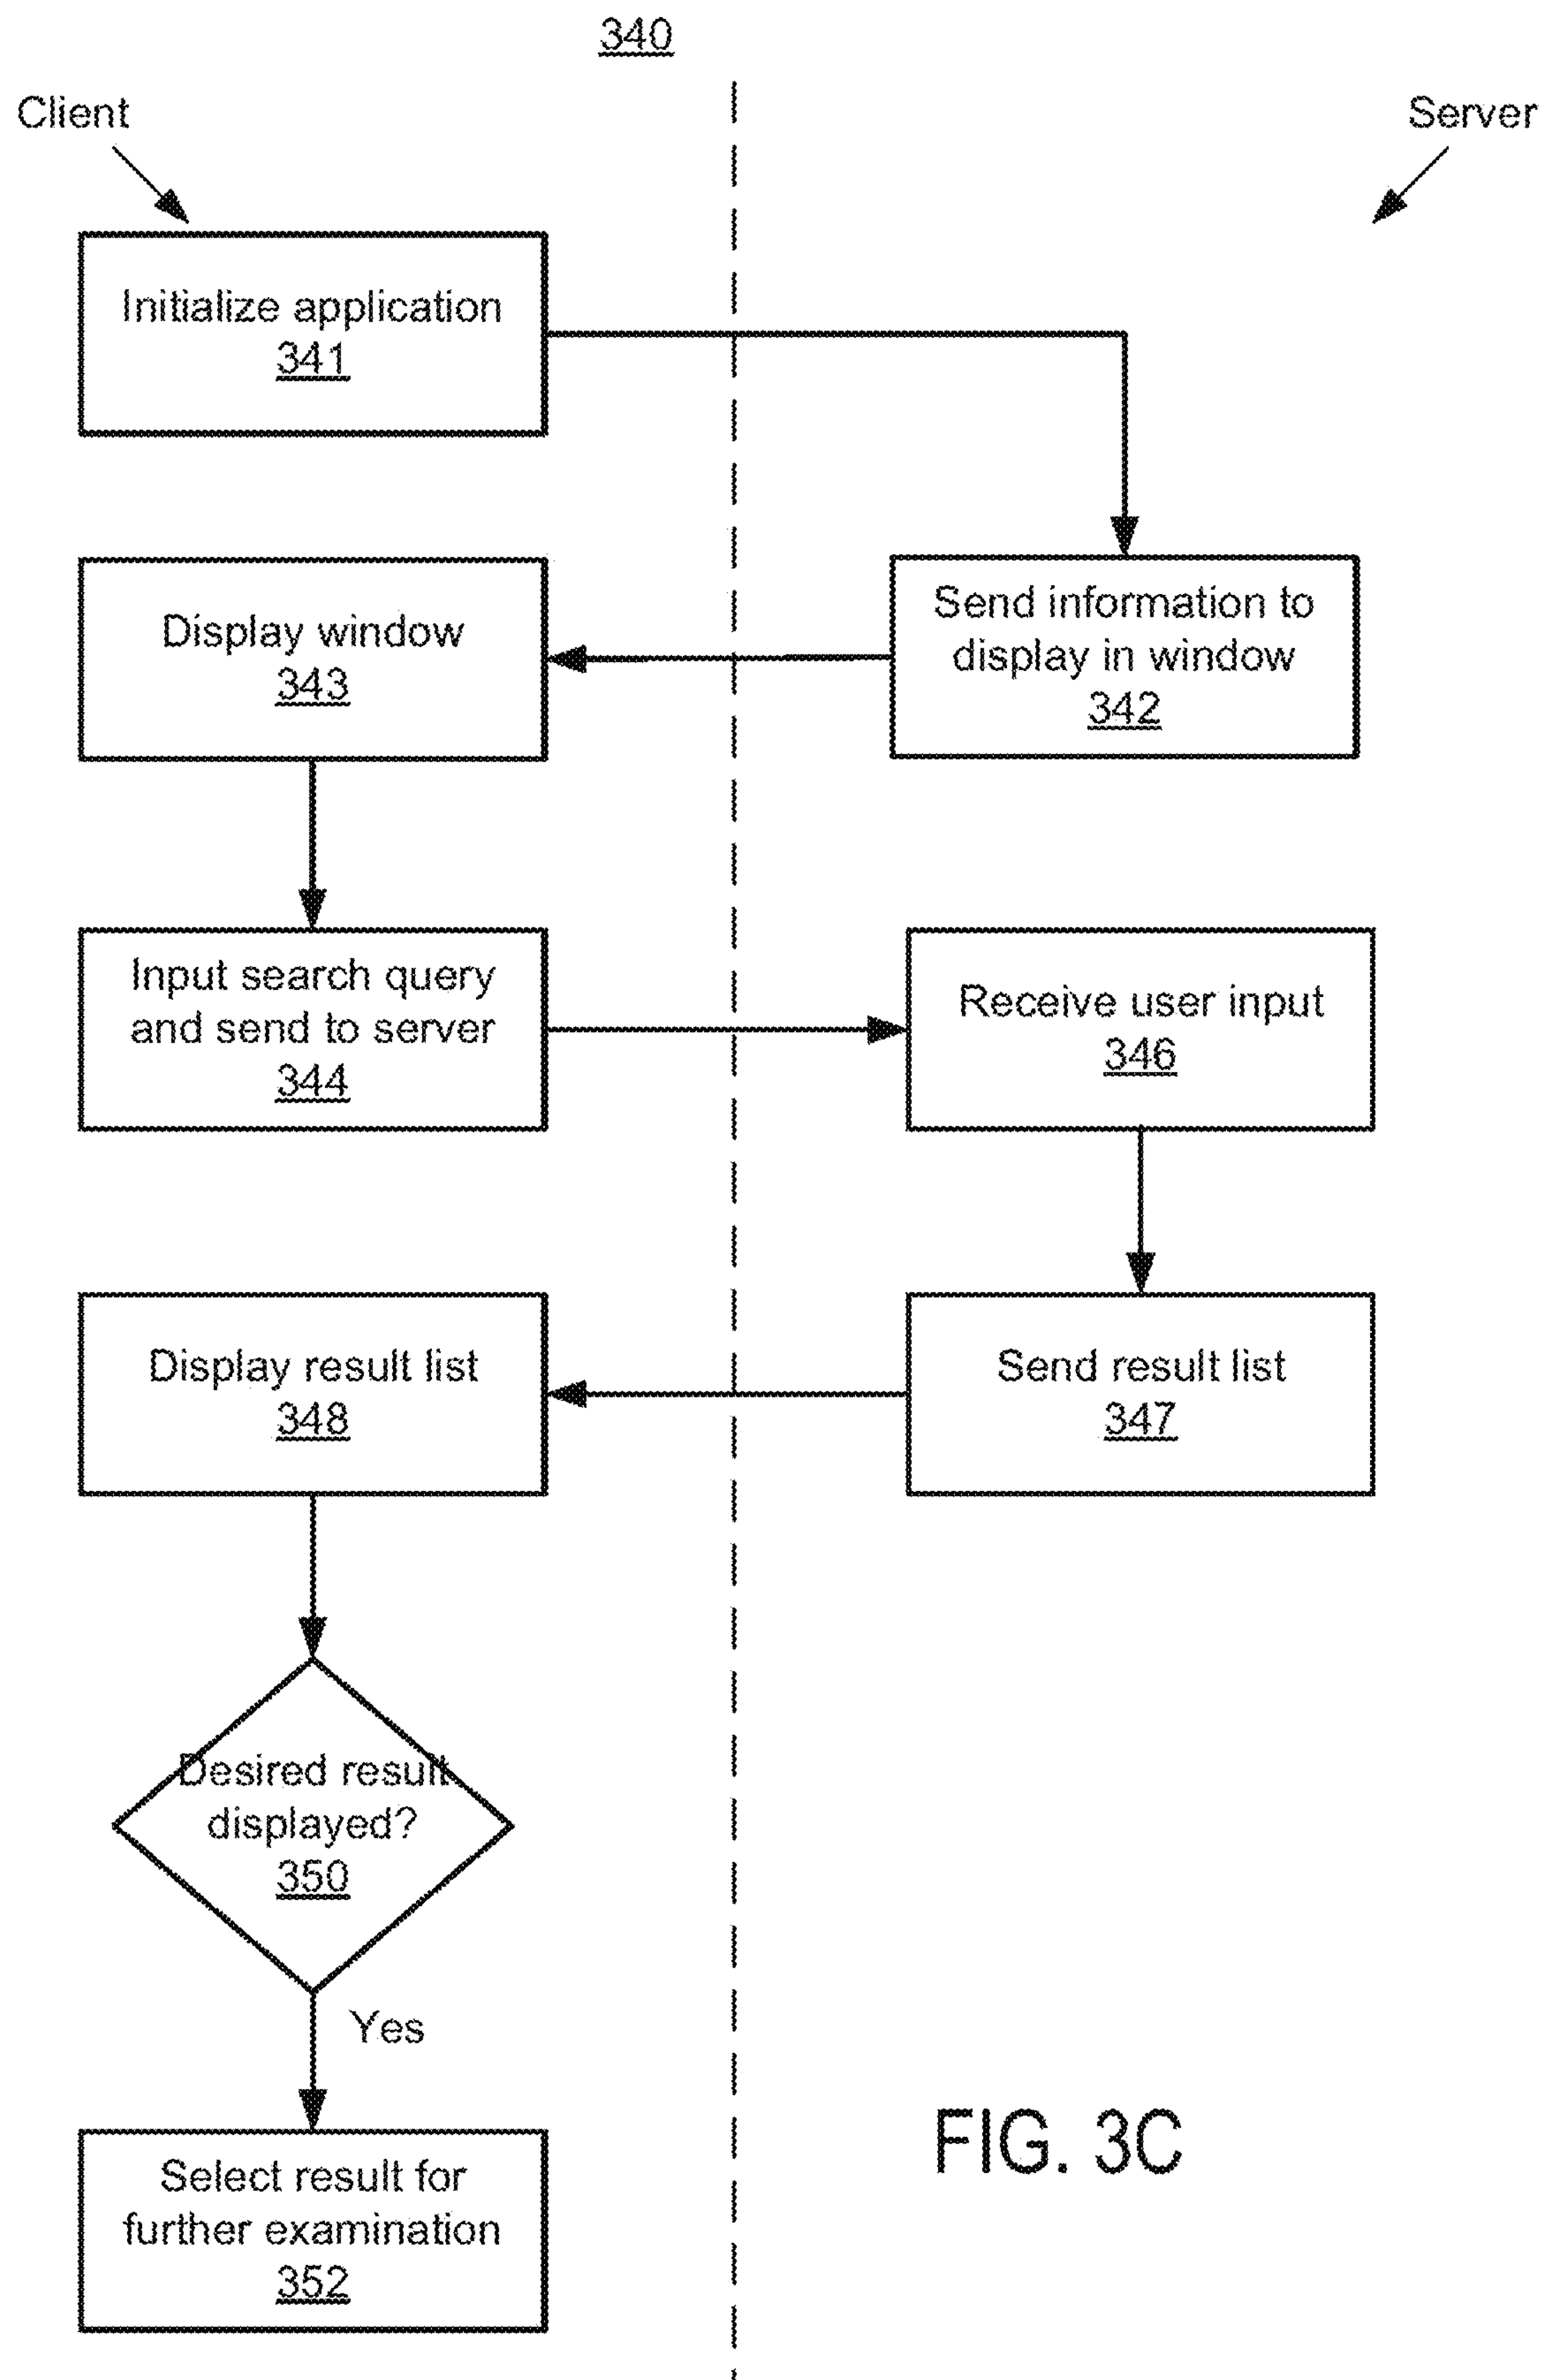 340
Client
Server
Initialize application
341
Send information to
display in window
342
Display window
343
Input search query
and send to server
344
Receive user input
346
Send result list
347
Display result list
348
Desired result
displayed?
350
Yes
Select result for
further examination
352
FIG. 3C